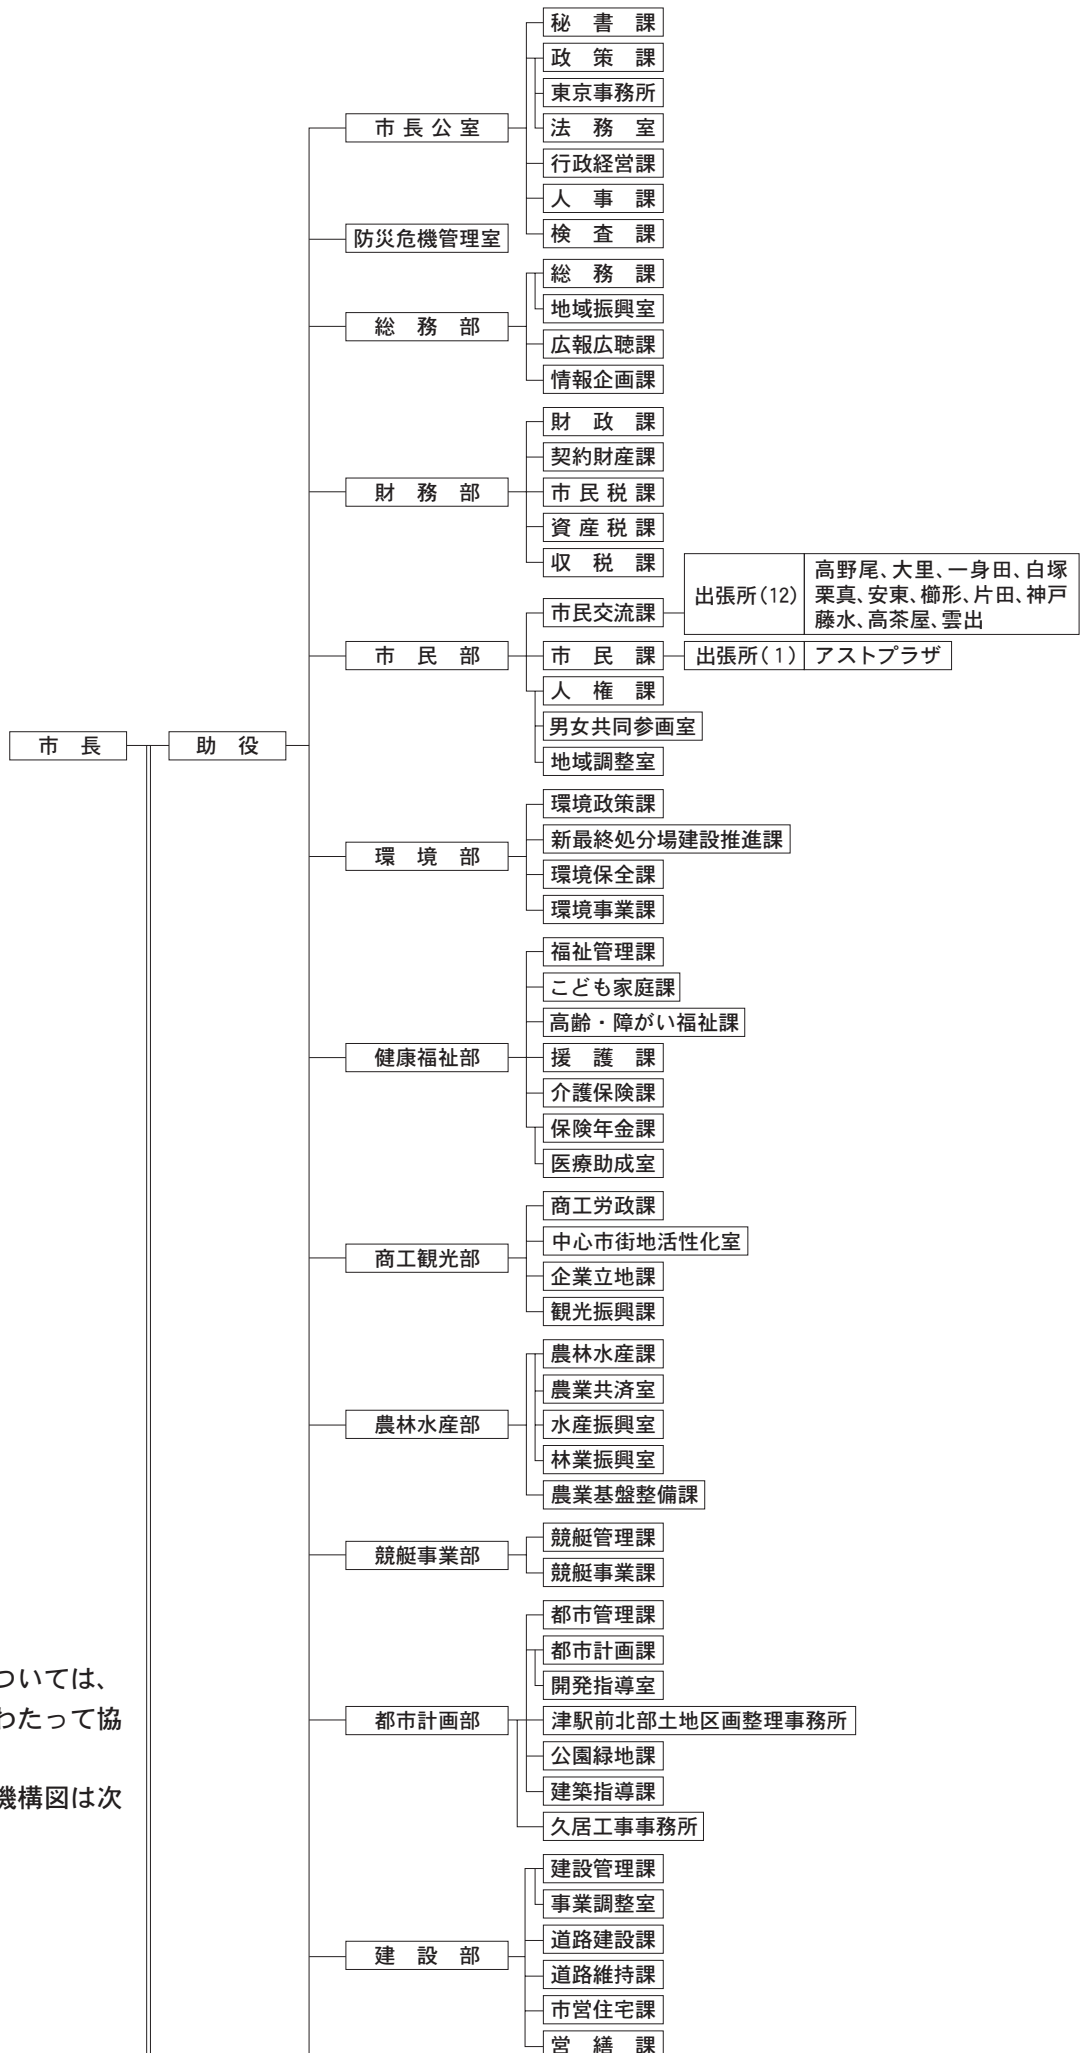 秘書課
政策課
東京事務所
市長公室
法務室
行政経営課
人事課
検査課
防災危機管理室
総務課
地域振興室
総務部
広報広聴課
情報企画課
財政課
契約財産課
財務部
市民税課
資産税課
収税課
出張所(12)
高野尾、大里、一身田、白塚
栗真、安東、櫛形、片田、神戸
藤水、高茶屋、雲出
市民交流課
市民部
市民課
出張所(1)
アストプラザ
人権課
男女共同参画室
地域調整室
市長
助役
環境政策課
新最終処分場建設推進課
環境部
環境保全課
環境事業課
福祉管理課
こども家庭課
高齢・障がい福祉課
健康福祉部
援護課
介護保険課
保険年金課
医療助成室
商工労政課
中心市街地活性化室
商工観光部
企業立地課
観光振興課
農林水産課
農業共済室
農林水産部
水産振興室
林業振興室
農業基盤整備課
競艇事業部
競艇管理課
競艇事業課
都市管理課
都市計画課
開発指導室
都市計画部
津駅前北部土地区画整理事務所
公園緑地課
建築指導課
久居工事事務所
ついては、
わたって協
機構図は次
建設管理課
事業調整室
道路建設課
建設部
道路維持課
市営住宅課
営繕課